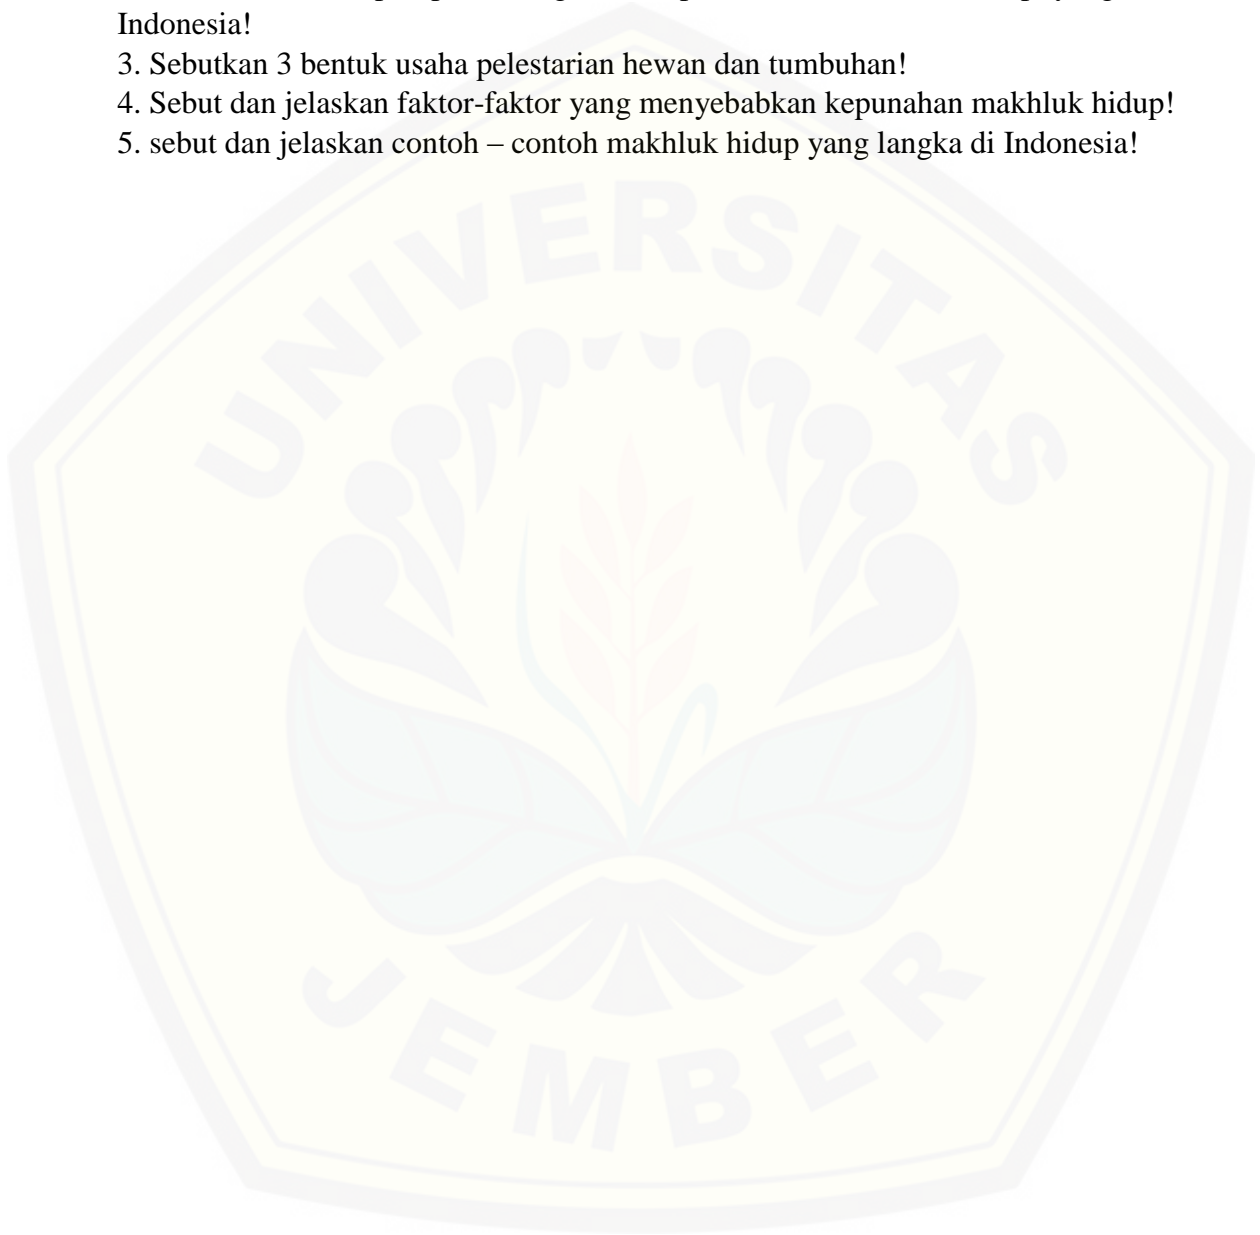 Indonesia!
3. Sebutkan 3 bentuk usaha pelestarian hewan dan tumbuhan!
4. Sebut dan jelaskan faktor-faktor yang menyebabkan kepunahan makhluk hidup!
5. sebut dan jelaskan contoh – contoh makhluk hidup yang langka di Indonesia!
UNIVERSITAS
JEMBER